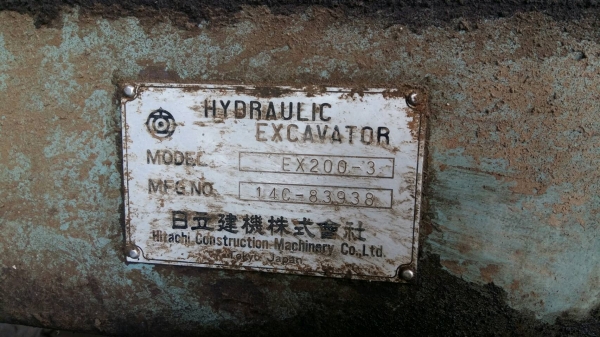 HYDRAULIC
EXCAVATOR
MODEL EX200-3
MFG.NO. 14C-83938
日立建機株式會社
Hitachi Construction Machinery Co.,Ltd.
Tokyo Japan